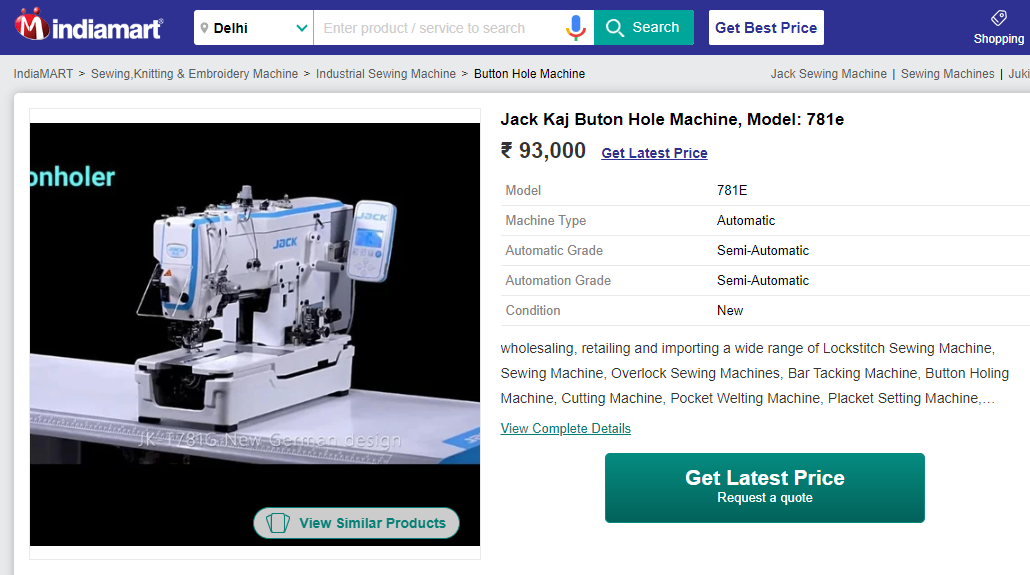 indiamart
Delhi
Enter product / service to search
Search
Get Best Price
Shopping
IndiaMART > Sewing,Knitting & Embroidery Machine > Industrial Sewing Machine > Button Hole Machine
Jack Sewing Machine | Sewing Machines | Juki
onholer
JACK
JACK
JK-T781G New German design
View Similar Products
Jack Kaj Buton Hole Machine, Model: 781e
₹ 93,000 Get Latest Price
Model 781E
Machine Type Automatic
Automatic Grade Semi-Automatic
Automation Grade Semi-Automatic
Condition New
wholesaling, retailing and importing a wide range of Lockstitch Sewing Machine,
Sewing Machine, Overlock Sewing Machines, Bar Tacking Machine, Button Holing
Machine, Cutting Machine, Pocket Welting Machine, Placket Setting Machine,…
View Complete Details
Get Latest Price
Request a quote